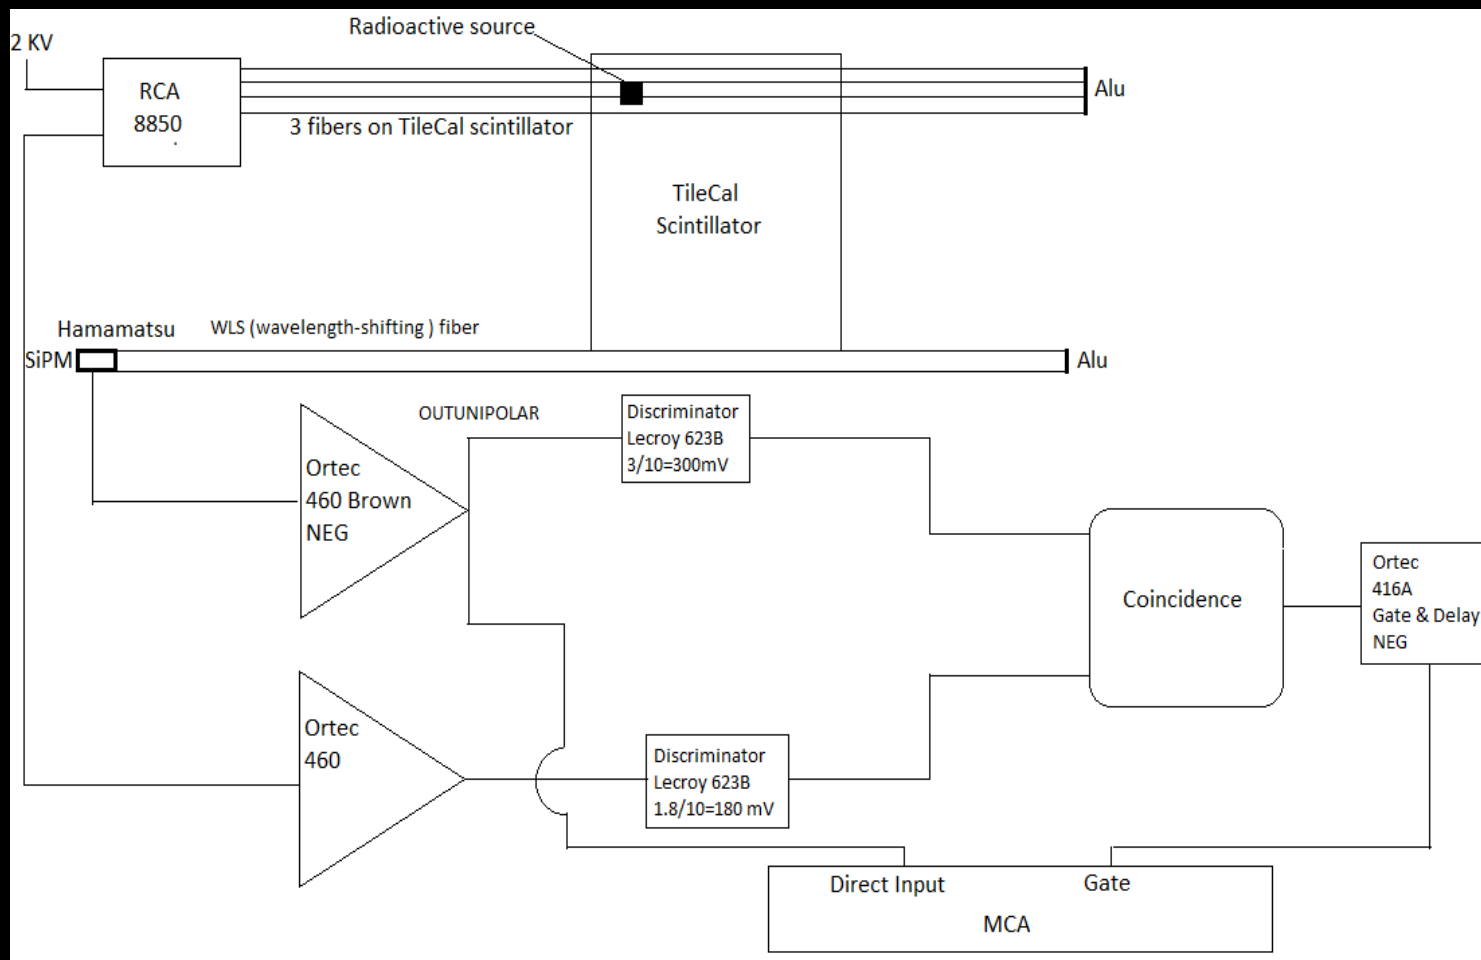 Radioactive source
2 KV
RCA
8850
Alu
3 fibers on TileCal scintillator
TileCal
Scintillator
Hamamatsu
WLS (wavelength-shifting ) fiber
SiPM
Alu
OUTUNIPOLAR
Discriminator
Lecroy 623B
3/10=300mV
Ortec
460 Brown
NEG
Coincidence
Ortec
416A
Gate & Delay
NEG
Ortec
460
Discriminator
Lecroy 623B
1.8/10=180 mV
Direct Input
Gate
MCA